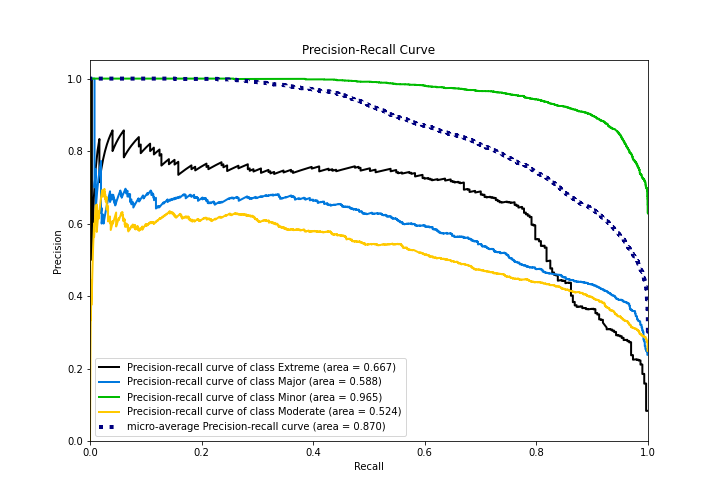 Precision-Recall Curve
Precision
1.0
0.8
0.6
0.4
0.2
0.0
Precision-recall curve of class Extreme (area = 0.667)
Precision-recall curve of class Major (area = 0.588)
Precision-recall curve of class Minor (area = 0.965)
Precision-recall curve of class Moderate (area = 0.524)
micro-average Precision-recall curve (area = 0.870)
0.0 0.2 0.4 0.6 0.8 1.0
Recall